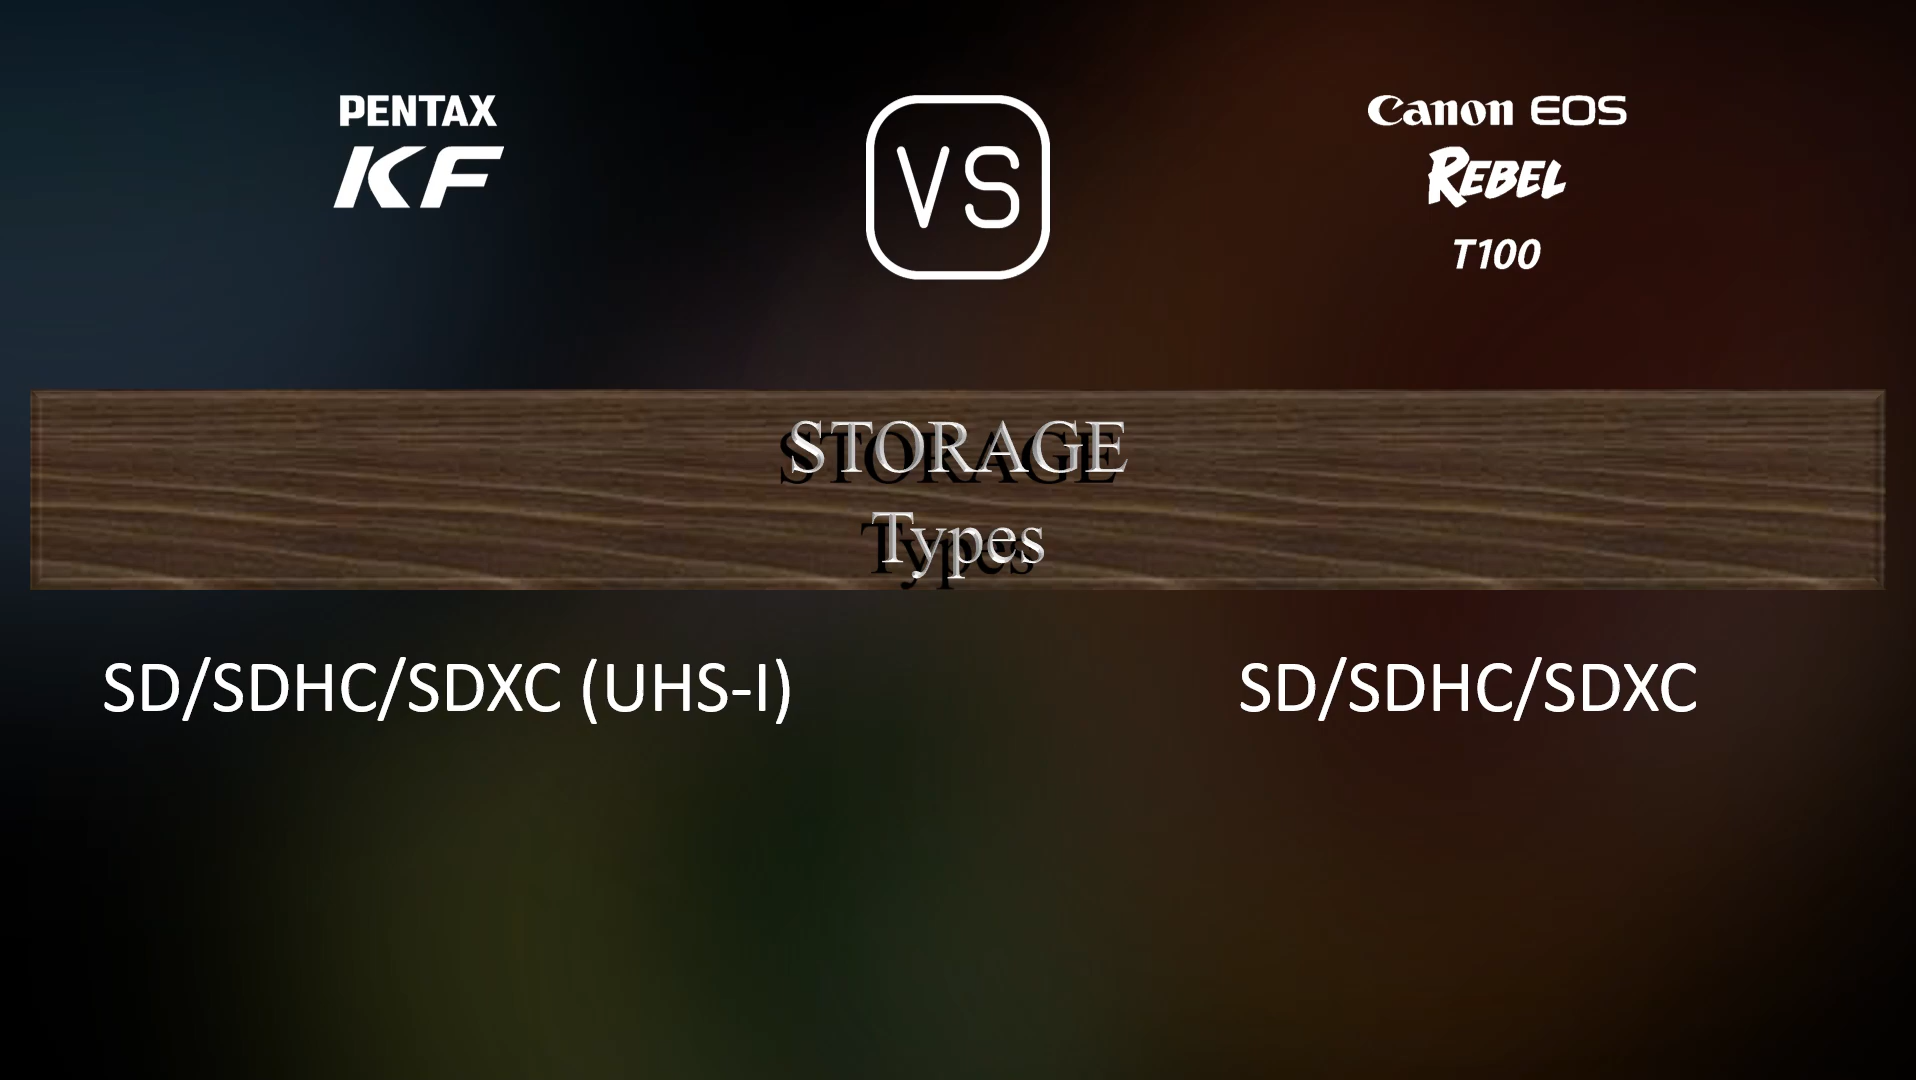 PENTAX
KF
VS
Canon EOS
REBEL
T100
STORAGE
Types
SD/SDHC/SDXC (UHS-I)
SD/SDHC/SDXC